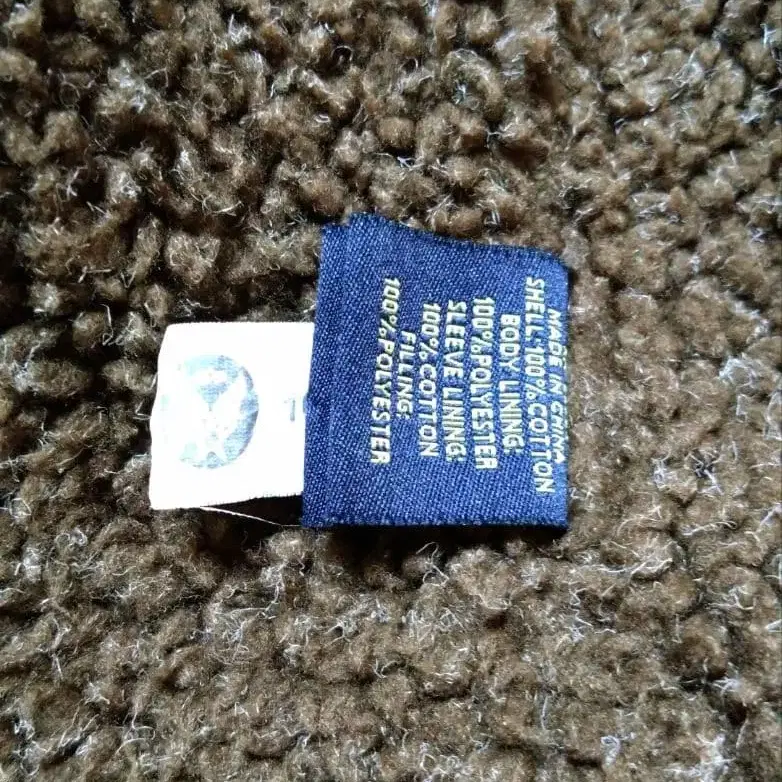 MADE IN CHINA
SHELL: 100% COTTON
BODY LINING:
100% POLYESTER
SLEEVE LINING:
100% COTTON
FILLING:
100% POLYESTER